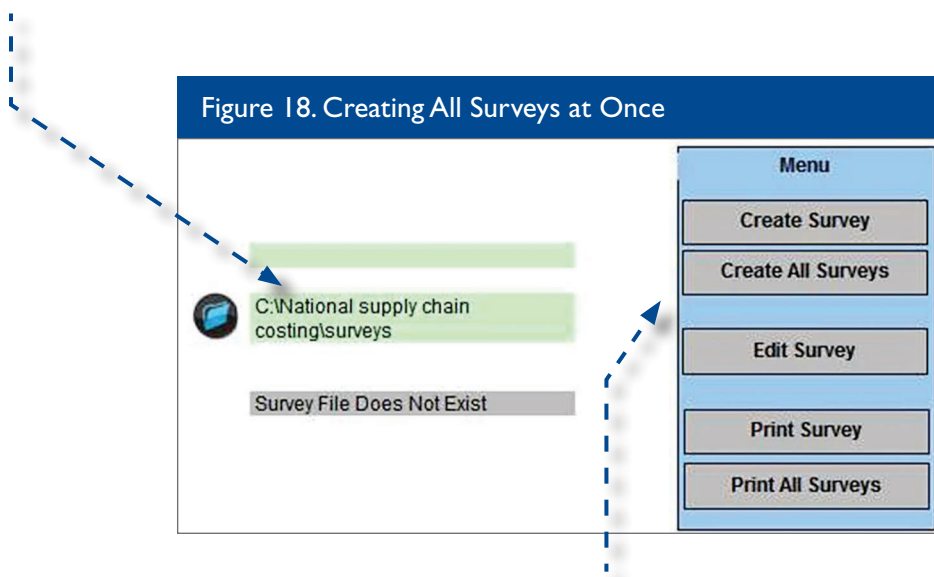 Figure 18. Creating All Surveys at Once
Menu
Create Survey
Create All Surveys
C:\National supply chain
costing\surveys
Edit Survey
Survey File Does Not Exist
Print Survey
Print All Surveys